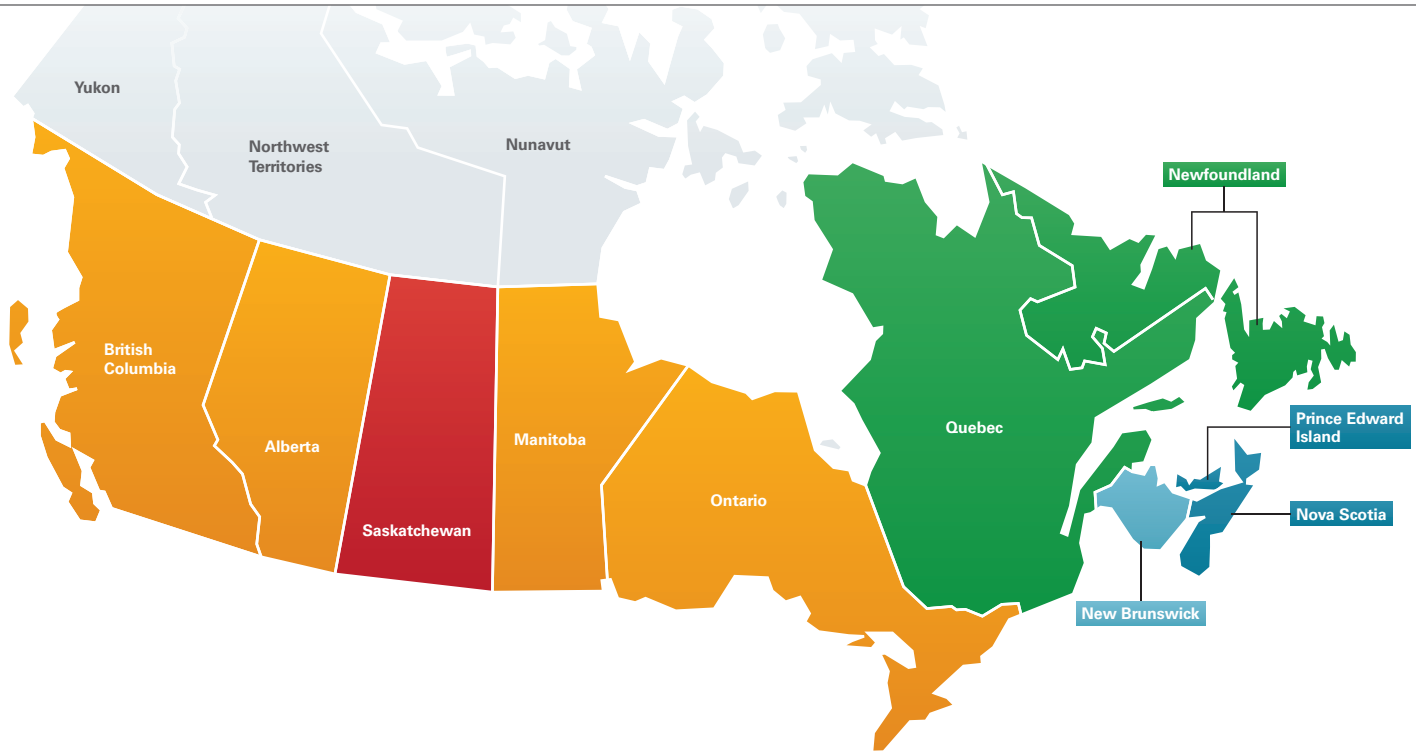 Yukon
Northwest
Territories
Nunavut
Newfoundland
British
Columbia
Alberta
Saskatchewan
Manitoba
Ontario
Quebec
Prince Edward
Island
Nova Scotia
New Brunswick